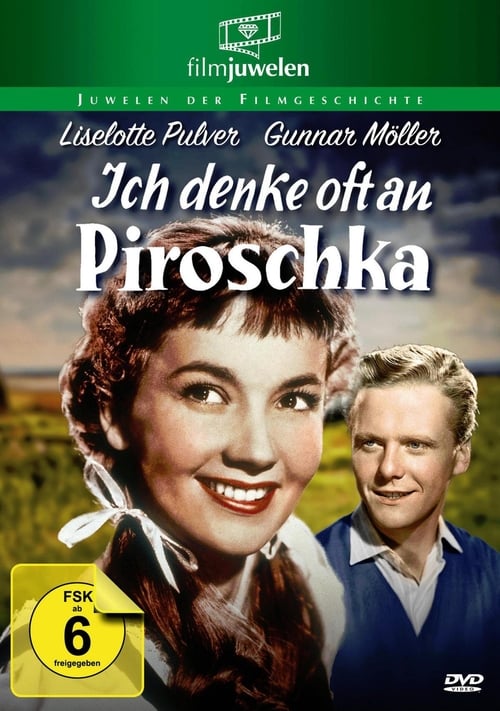 filmjuwelen
JUWELEN DER FILMGESCHICHTE
Liselotte Pulver Gunnar Möller
Ich denke oft an
Piroschka
FSK
ab
6
freigegeben
DVD
VIDEO